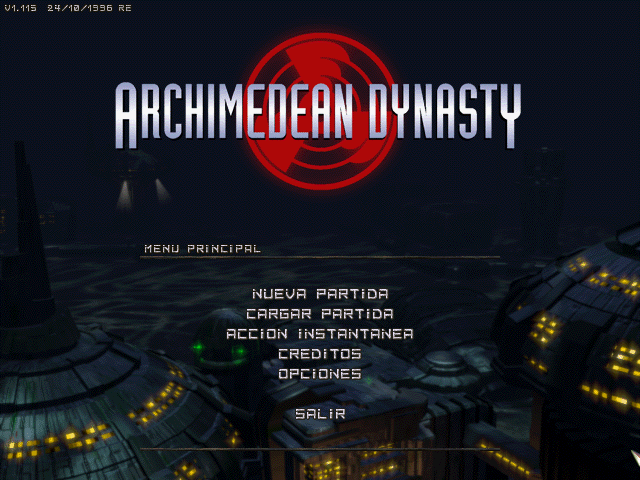 V1.115 24/10/1996 RE
ARCHIMEDEAN DYNASTY
MENU PRINCIPAL
NUEVA PARTIDA
CARGAR PARTIDA
ACCION INSTANTANEA
CREDITOS
OPCIONES
SALIR